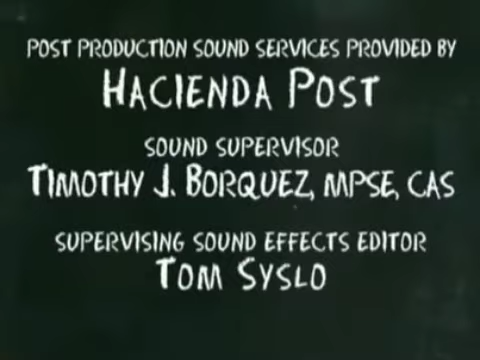 POST PRODUCTION SOUND SERVICES PROVIDED BY
HACIENDA POST
SOUND SUPERVISOR
TIMOTHY J. BORQUEZ, MPSE, CAS
SUPERVISING SOUND EFFECTS EDITOR
TOM SYSLO